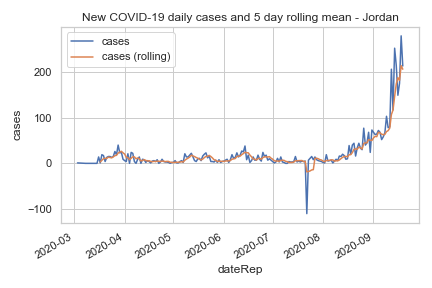 New COVID-19 daily cases and 5 day rolling mean - Jordan
cases
cases (rolling)
200
100
0
−100
cases
2020-03
2020-04
2020-05
2020-06
2020-07
2020-08
2020-09
dateRep